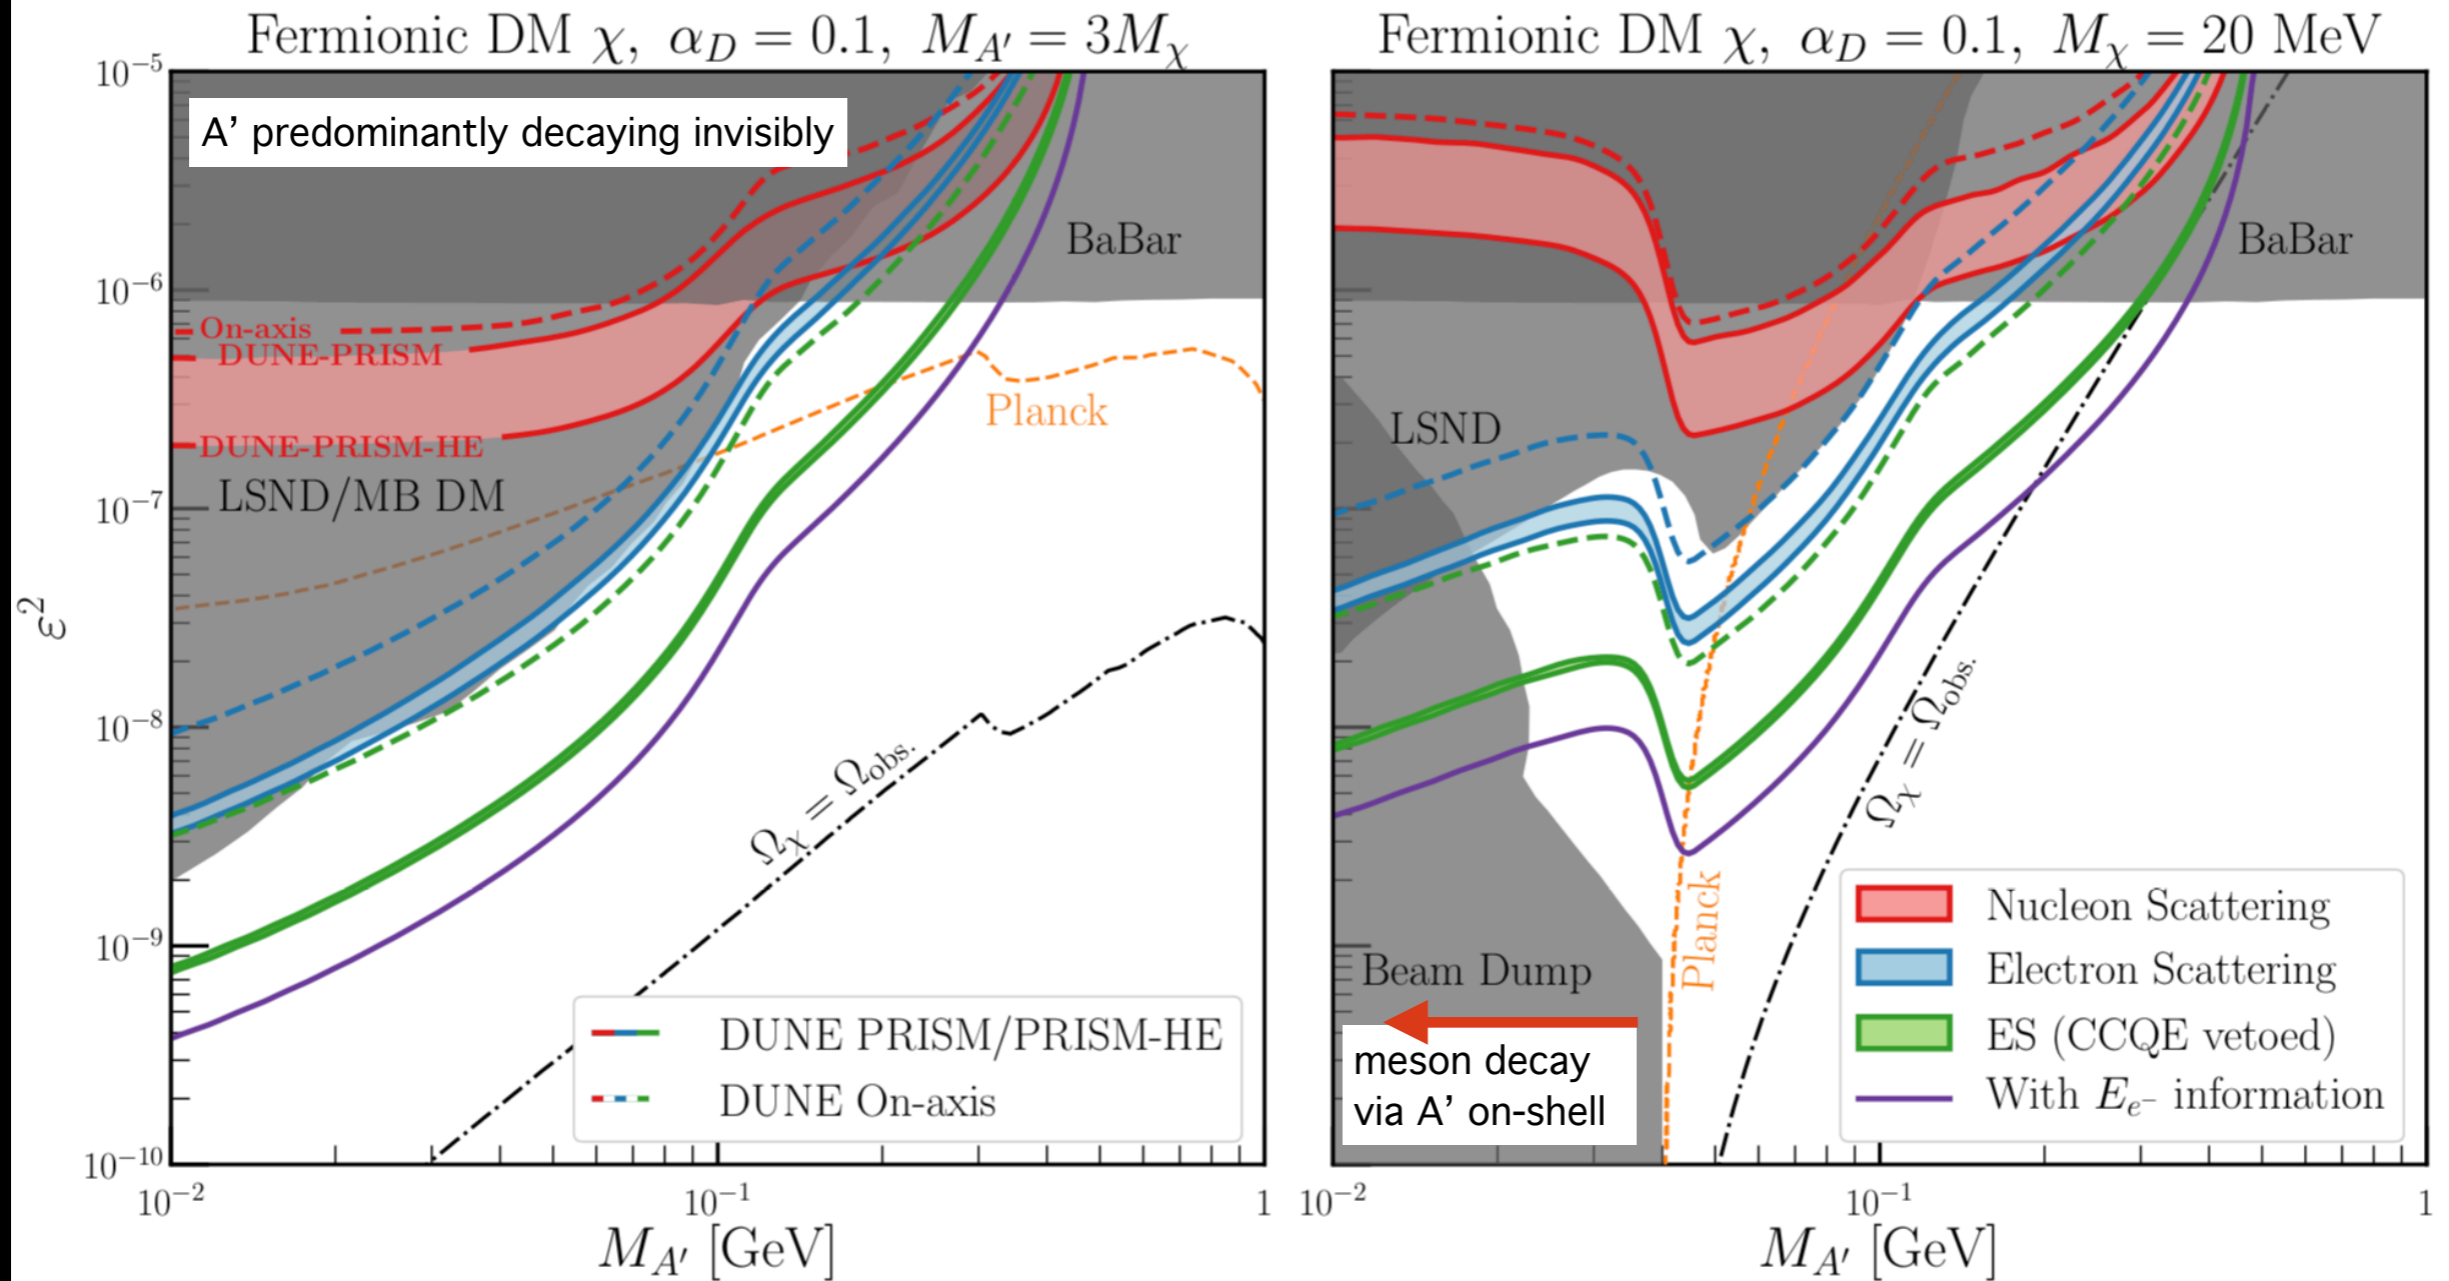 Fermionic DM χ, α_D = 0.1, M_A′ = 3M_χ
A’ predominantly decaying invisibly
BaBar
On-axis
DUNE-PRISM
DUNE-PRISM-HE
LSND/MB DM
Planck
Ω_χ = Ω_obs.
DUNE PRISM/PRISM-HE
DUNE On-axis
10⁻⁵
10⁻⁶
10⁻⁷
10⁻⁸
10⁻⁹
10⁻¹⁰
ε²
10⁻²
10⁻¹
1
M_A′ [GeV]
Fermionic DM χ, α_D = 0.1, M_χ = 20 MeV
BaBar
LSND
Ω_χ = Ω_obs.
Planck
Beam Dump
meson decay
via A’ on-shell
Nucleon Scattering
Electron Scattering
ES (CCQE vetoed)
With E_e⁻ information
10⁻²
10⁻¹
1
M_A′ [GeV]